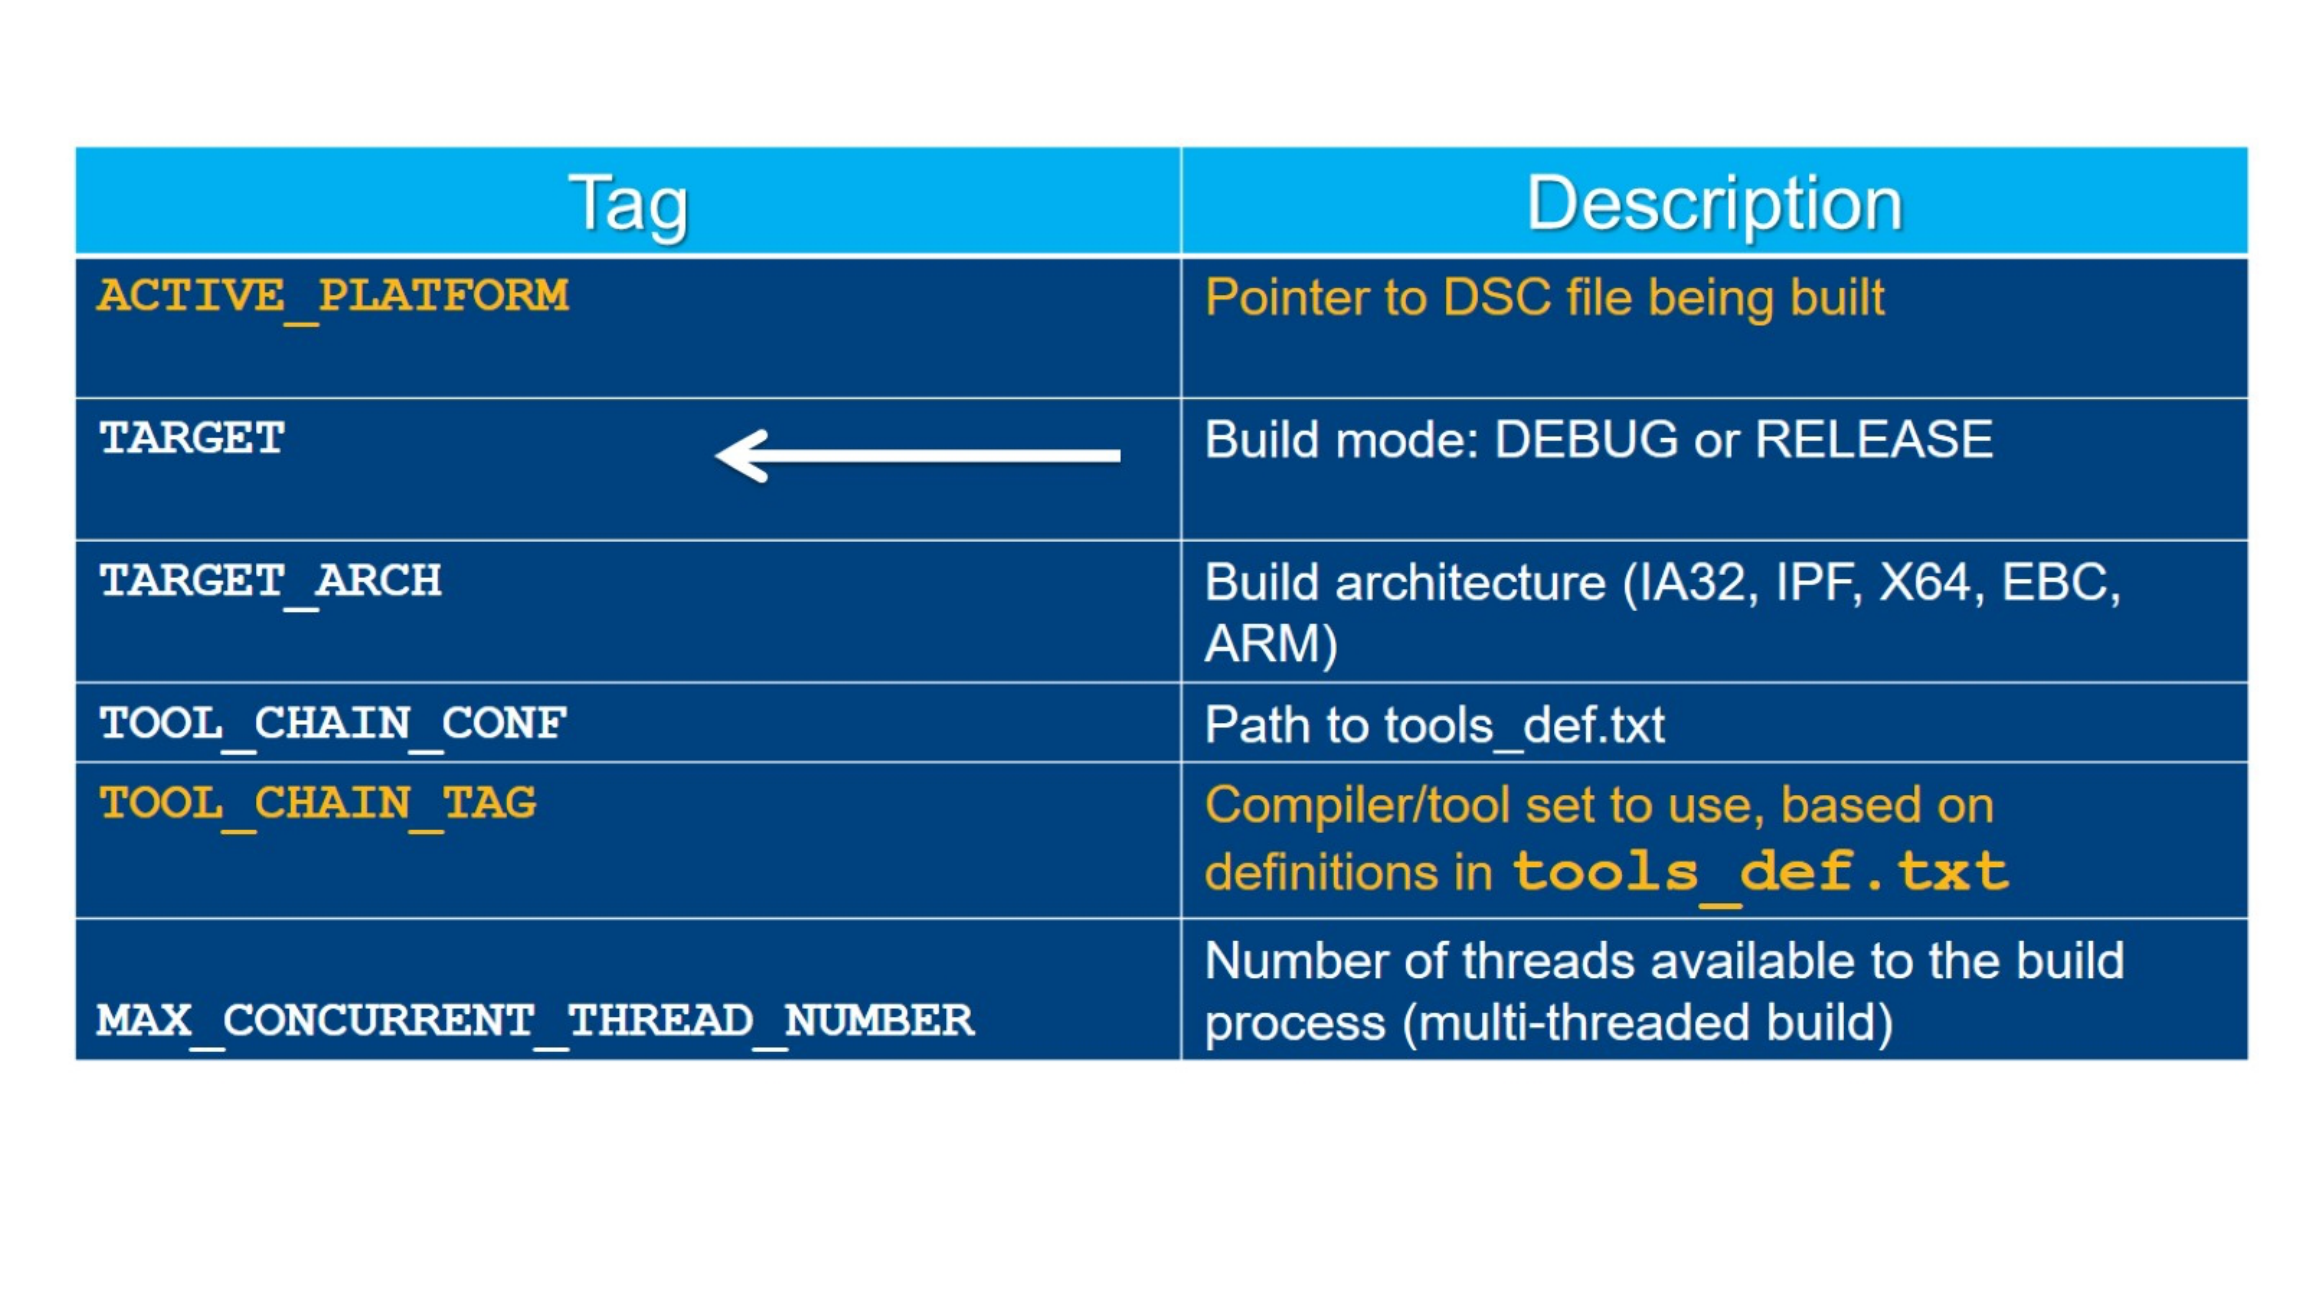 Tag
Description
ACTIVE_PLATFORM
Pointer to DSC file being built
TARGET
Build mode: DEBUG or RELEASE
TARGET_ARCH
Build architecture (IA32, IPF, X64, EBC,
ARM)
TOOL_CHAIN_CONF
Path to tools_def.txt
TOOL_CHAIN_TAG
Compiler/tool set to use, based on
definitions in tools_def.txt
MAX_CONCURRENT_THREAD_NUMBER
Number of threads available to the build
process (multi-threaded build)